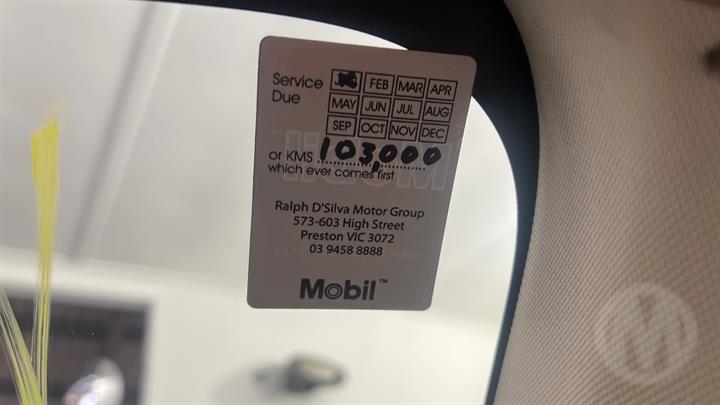 Service
Due
FEB MAR APR
MAY JUN JUL AUG
SEP OCT NOV DEC
or KMS 103,000
which ever comes first
Ralph D'Silva Motor Group
573-603 High Street
Preston VIC 3072
03 9458 8888
Mobil™
M